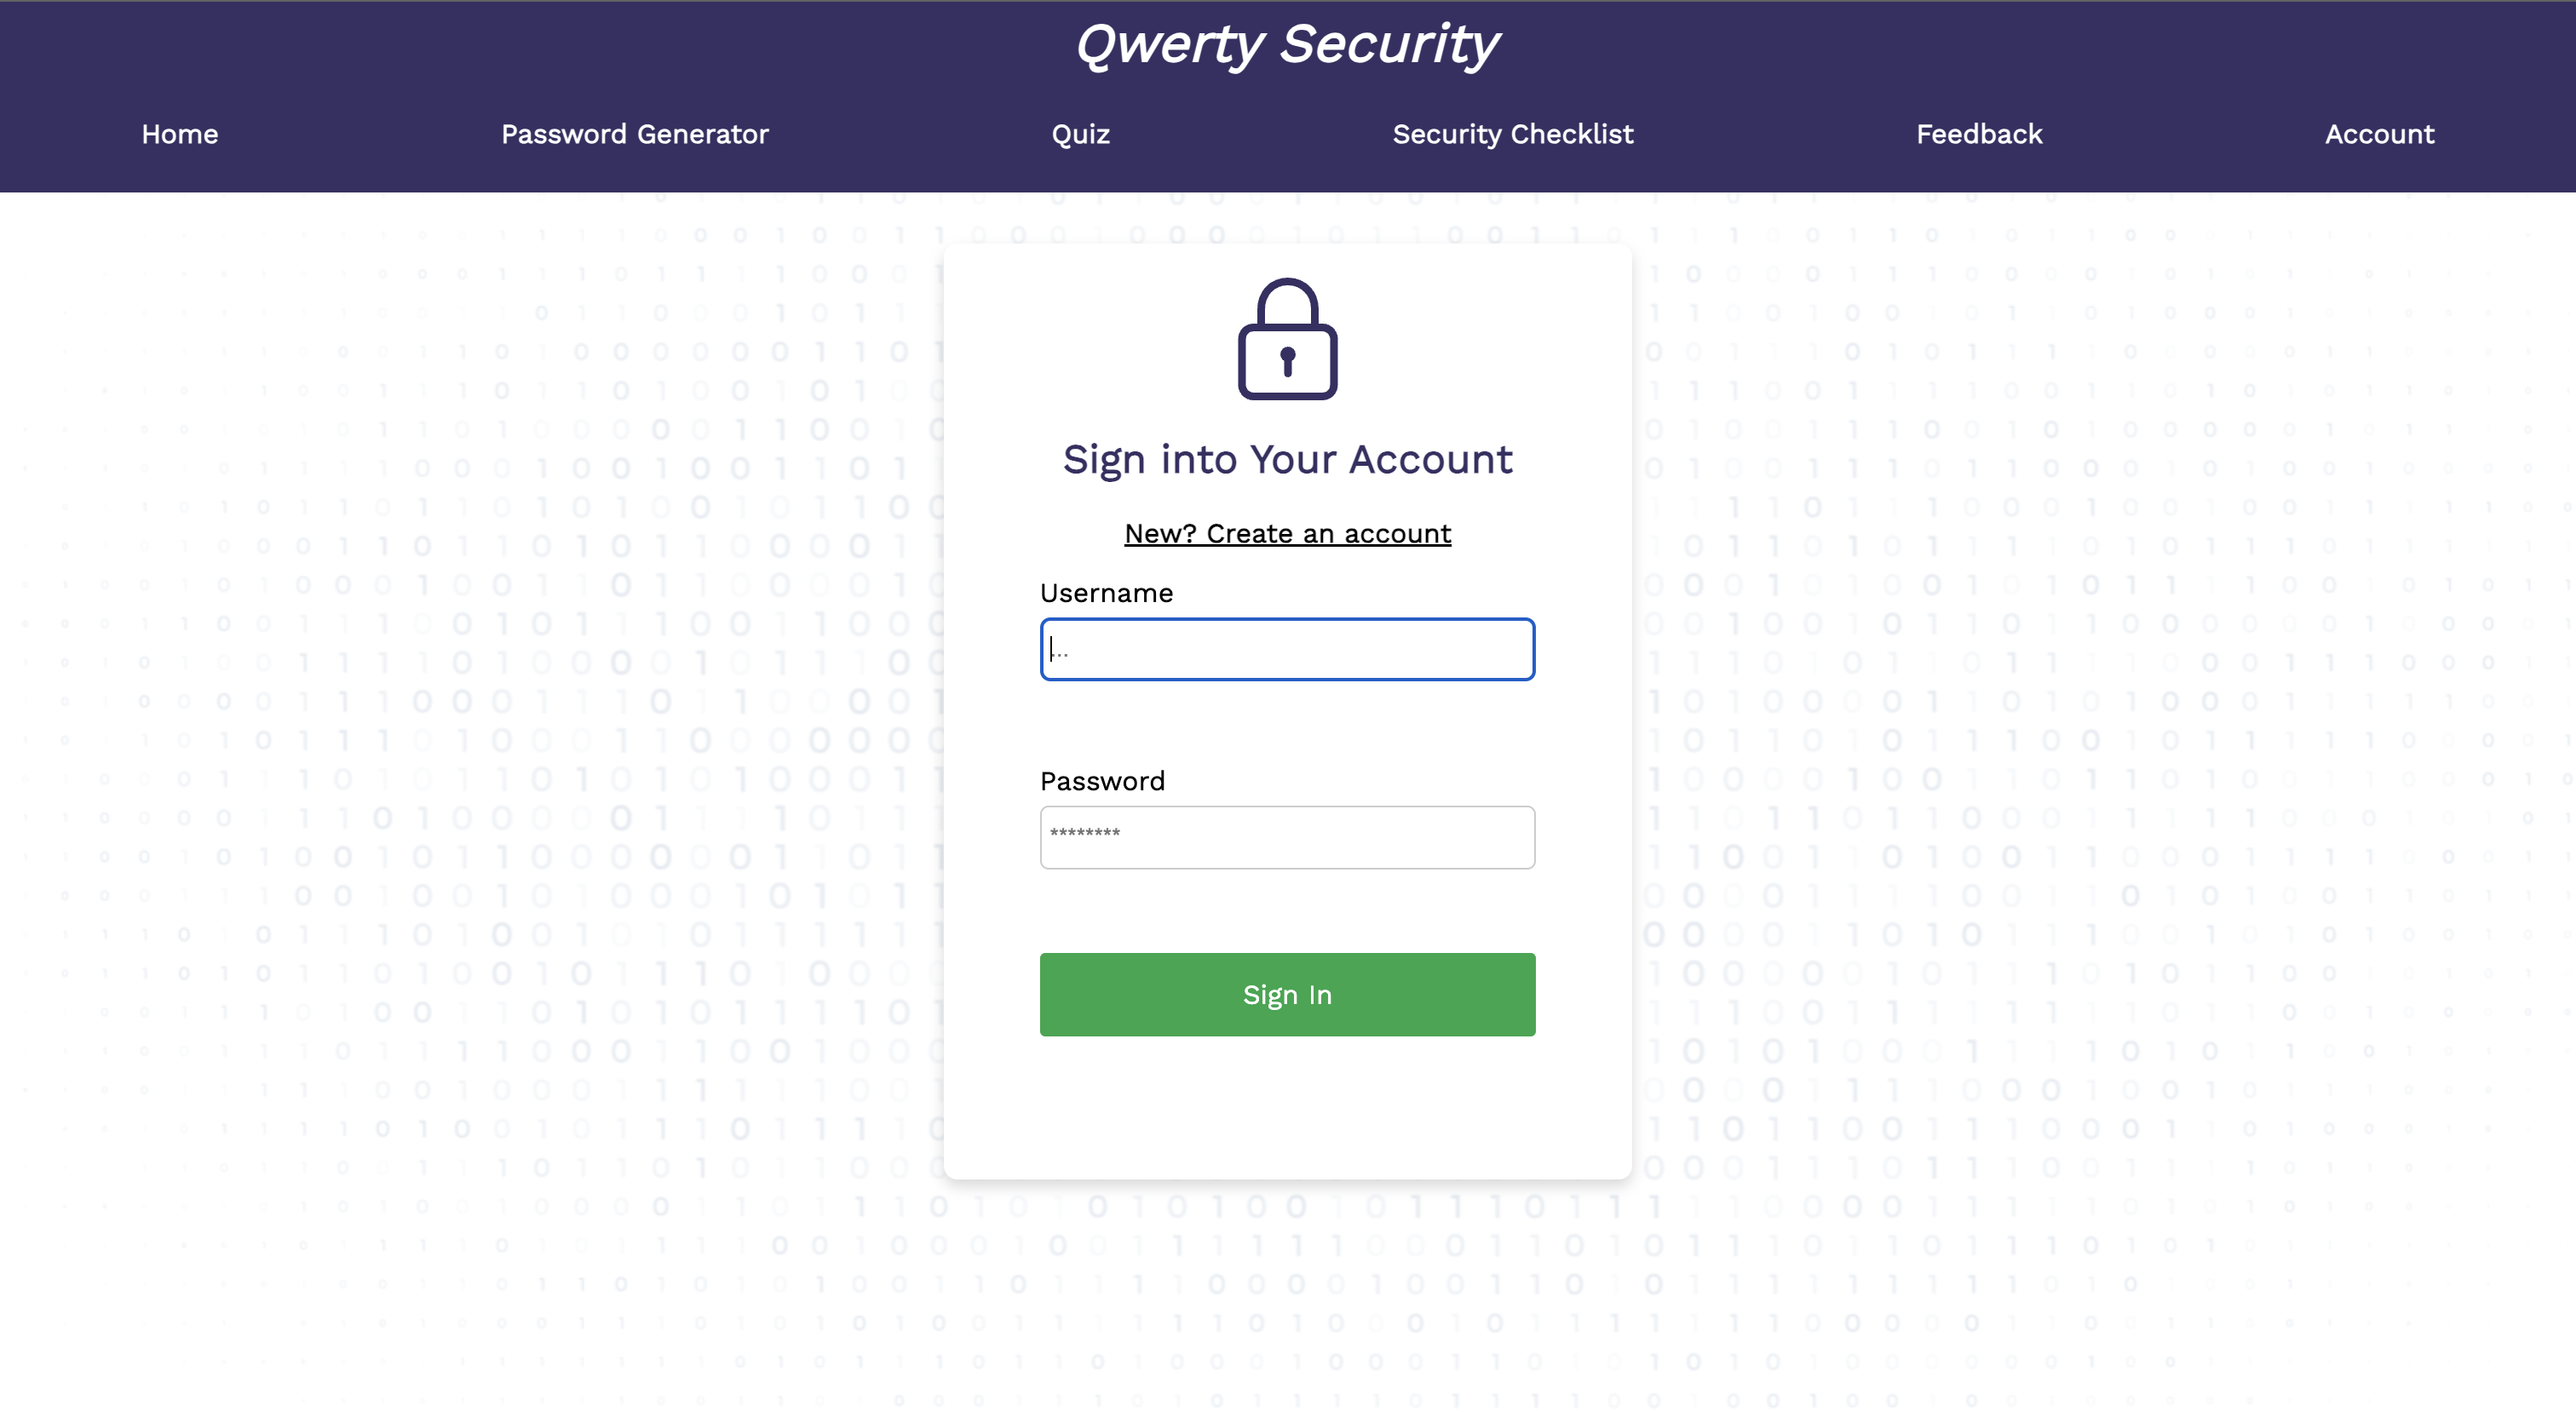 Qwerty Security
Home Password Generator Quiz Security Checklist Feedback Account
Sign into Your Account
New? Create an account
Username
...
Password
********
Sign In